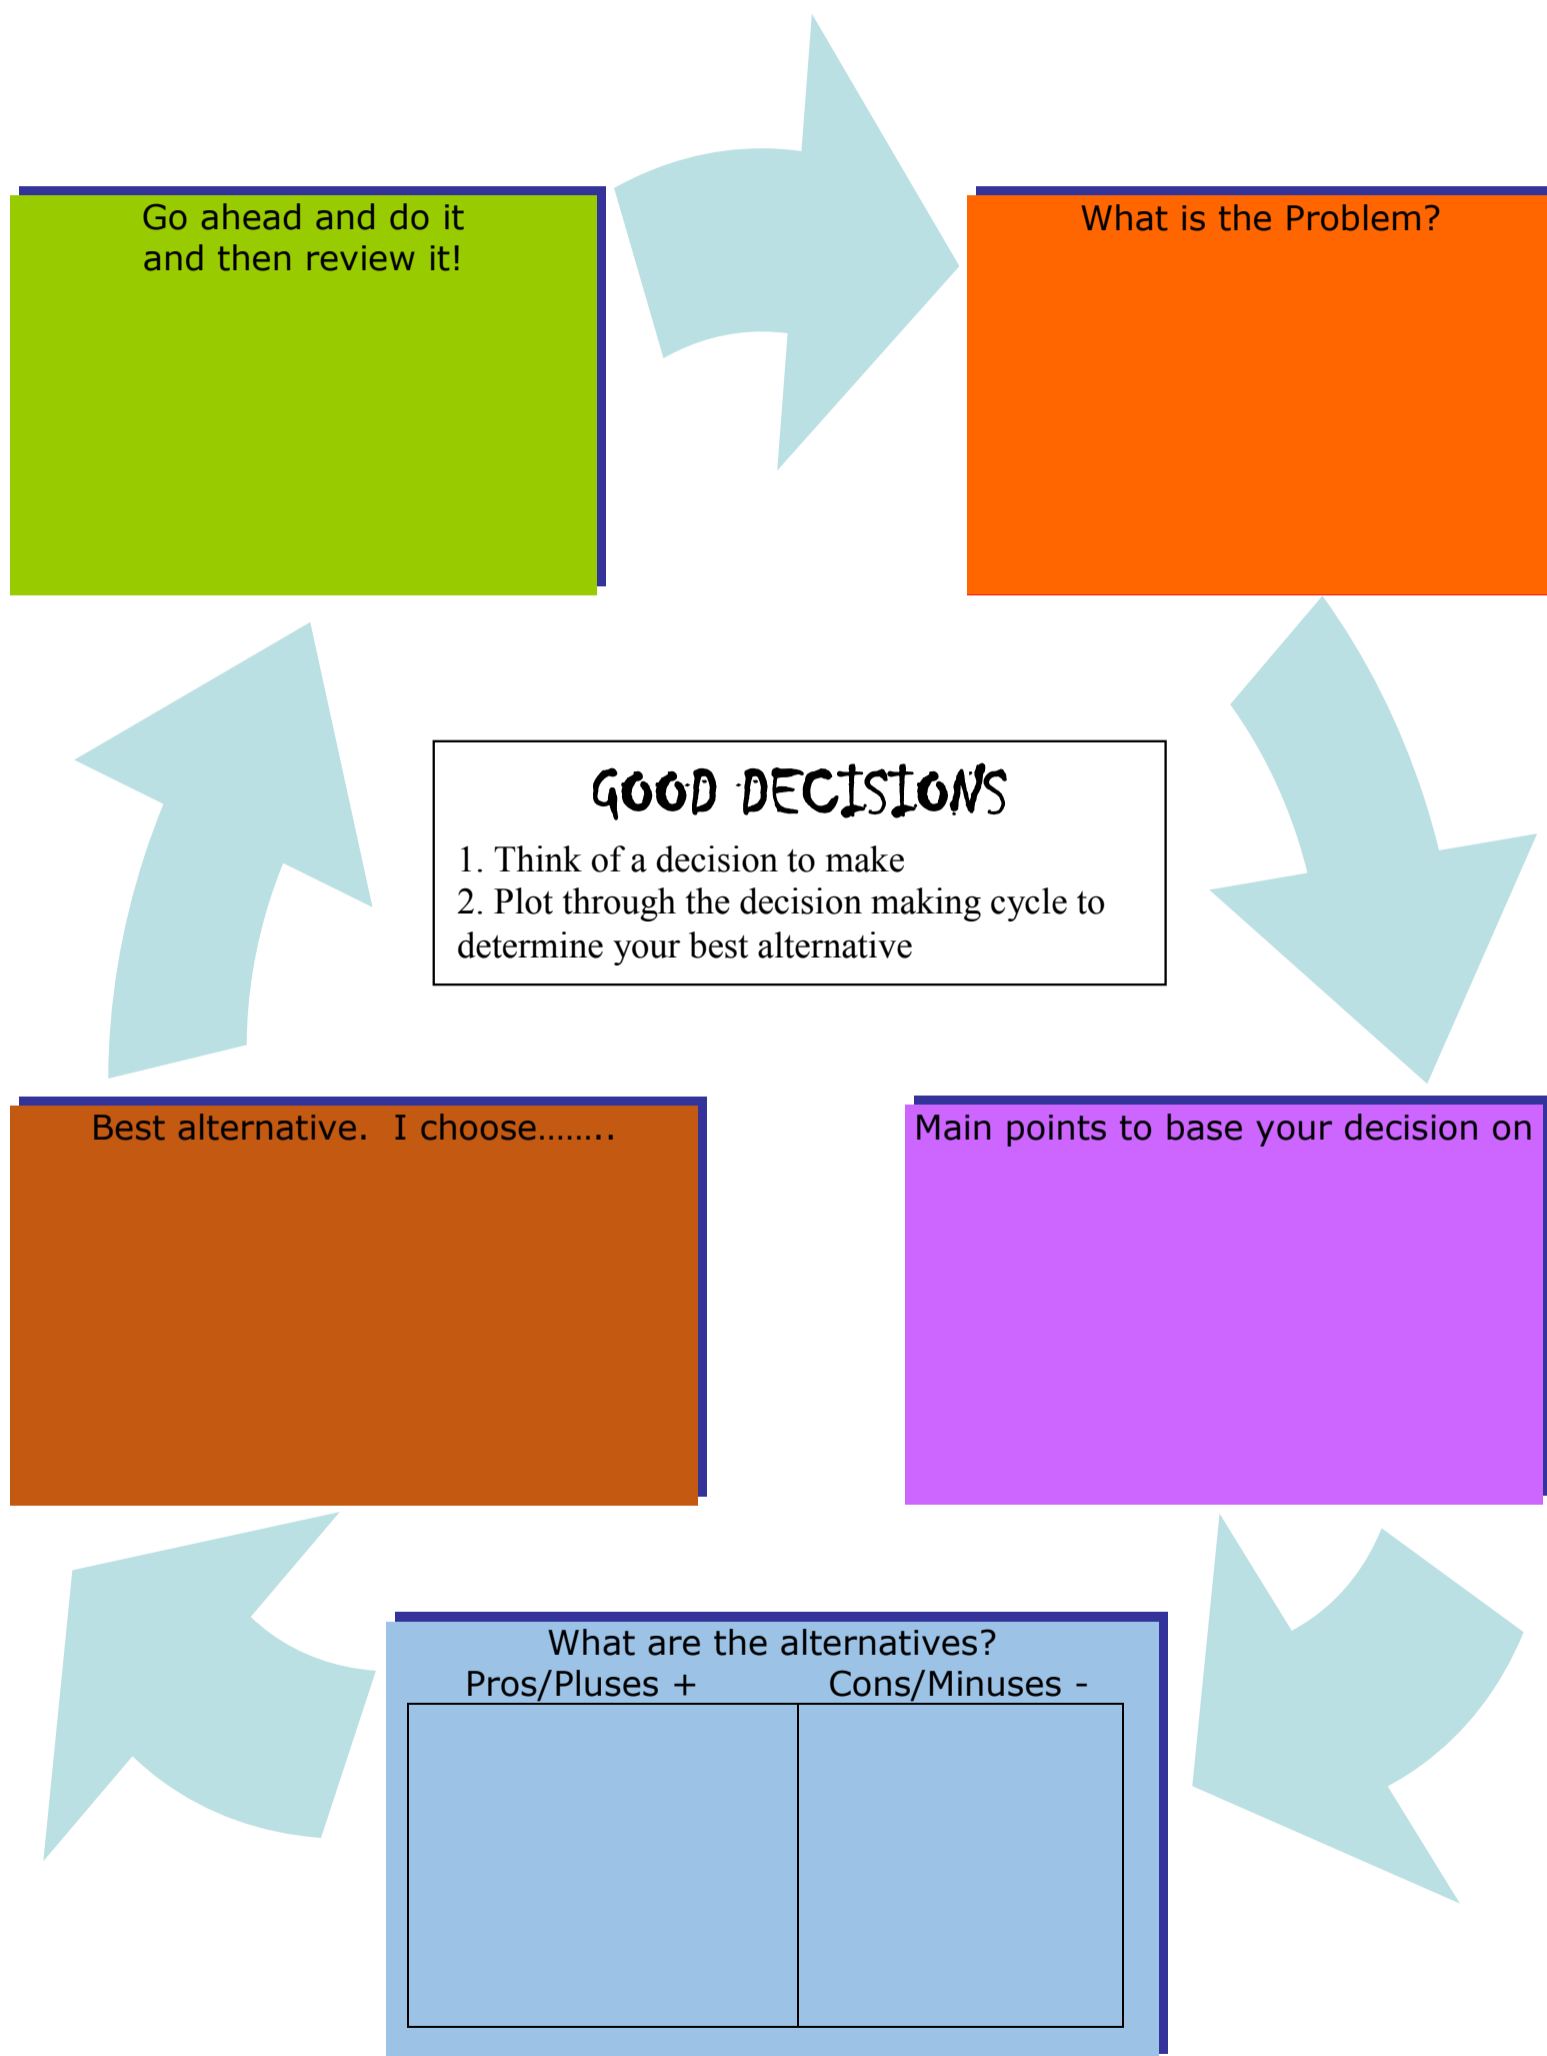 Go ahead and do it
and then review it!
What is the Problem?
GOOD DECISIONS
1. Think of a decision to make
2. Plot through the decision making cycle to
determine your best alternative
Best alternative.  I choose……..
Main points to base your decision on
What are the alternatives?
Pros/Pluses + Cons/Minuses -